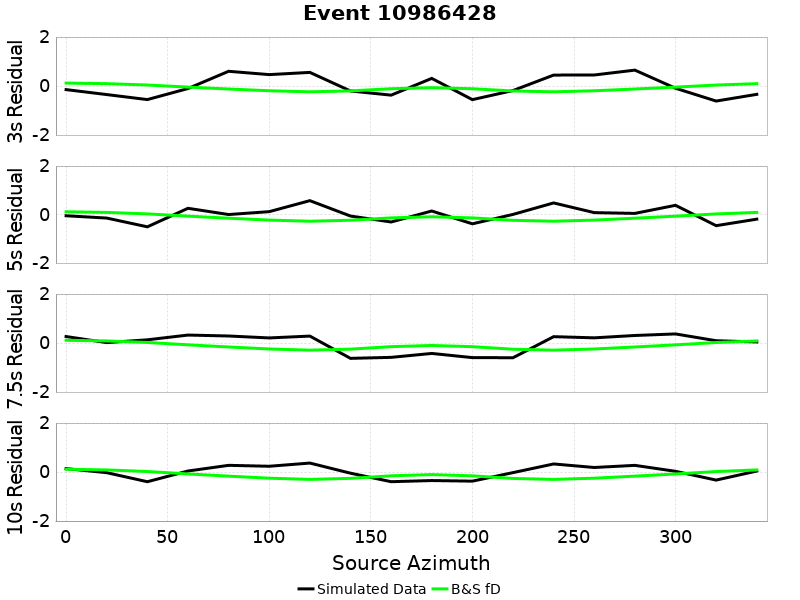 Event 10986428
3s Residual
2
0
-2
5s Residual
2
0
-2
7.5s Residual
2
0
-2
10s Residual
2
0
-2
0 50 100 150 200 250 300
Source Azimuth
Simulated Data B&S fD